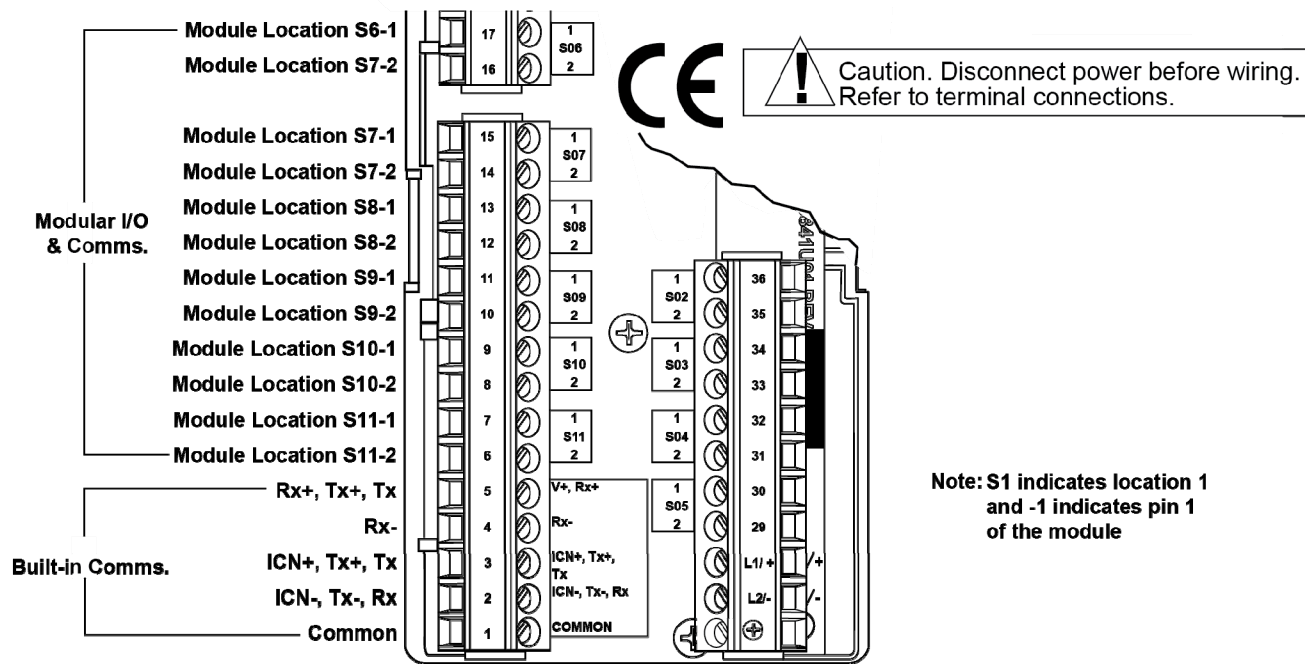 Module Location S6-1
Module Location S7-2
Module Location S7-1
Module Location S7-2
Module Location S8-1
Module Location S8-2
Module Location S9-1
Module Location S9-2
Module Location S10-1
Module Location S10-2
Module Location S11-1
Module Location S11-2
Rx+, Tx+, Tx
Rx-
ICN+, Tx+, Tx
ICN-, Tx-, Rx
Common
Modular I/O
& Comms.
Built-in Comms.
17
16
15
14
13
12
11
10
9
8
7
6
5
4
3
2
1
1
S06
2
1
S07
2
1
S08
2
1
S09
2
1
S10
2
1
S11
2
V+, Rx+
Rx-
ICN+, Tx+,
Tx
ICN-, Tx-, Rx
COMMON
CE
Caution. Disconnect power before wiring.
Refer to terminal connections.
1
S02
2
1
S03
2
1
S04
2
1
S05
2
36
35
34
33
32
31
30
29
L1/ +
L2/-
/+
/-
Note: S1 indicates location 1
and -1 indicates pin 1
of the module